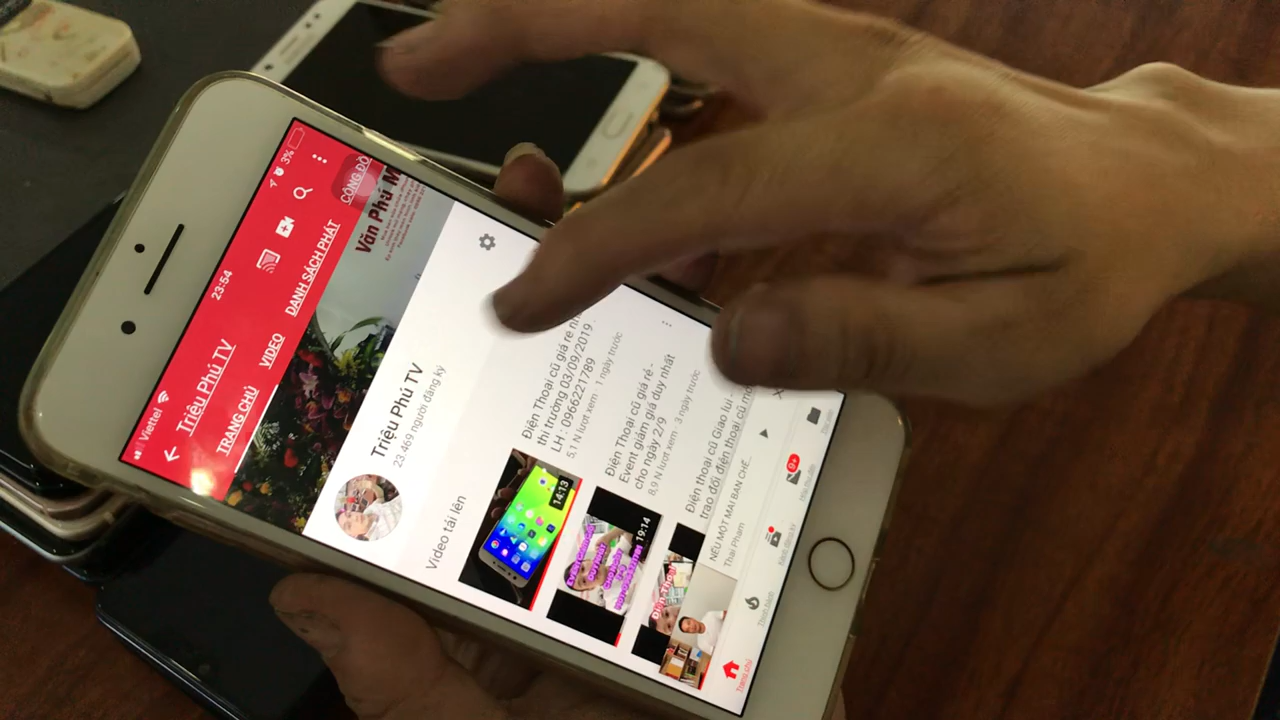 Viettel
23:54
3%
Triệu Phú TV
TRANG CHỦ
VIDEO
DANH SÁCH PHÁT
CỘNG ĐỒ
Văn Phú M
Triệu Phú TV
23.469 người đăng ký
Video tải lên
Điện Thoại cũ giá rẻ nh
thị trường 03/09/2019
LH : 0966221789
5,1 N lượt xem · 1 ngày trước
14:13
Điện Thoại cũ giá rẻ -
Event giảm giá duy nhất
cho ngày 2/9
8,9 N lượt xem · 3 ngày trước
19:14
Điện thoại cũ Giao lưu
trao đổi điện thoại cũ mới
Điện Thoại
NẾU MỘT MAI BẠN CHẾ...
Thái Phạm
Trang chủ
Thịnh hành
9+